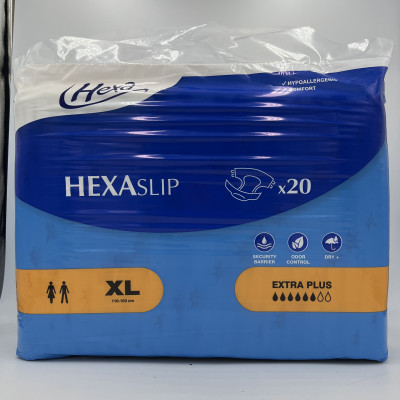 Hexa
✓ HYPOALLERGENIC
✓ COMFORT
HEXASLIP
x20
SECURITY
BARRIER
ODOR
CONTROL
DRY +
XL
EXTRA PLUS